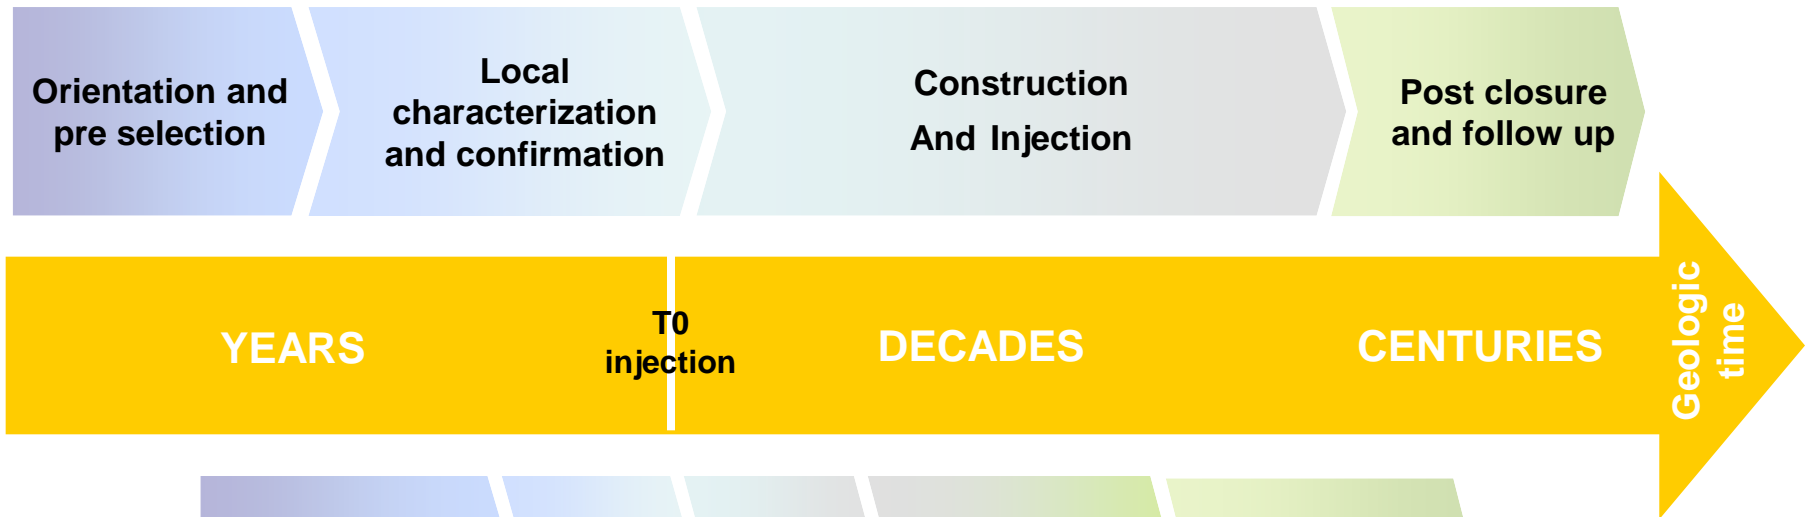 Orientation and
pre selection
Local
characterization
and confirmation
Construction
And Injection
Post closure
and follow up
YEARS
T0
injection
DECADES
CENTURIES
Geologic
time